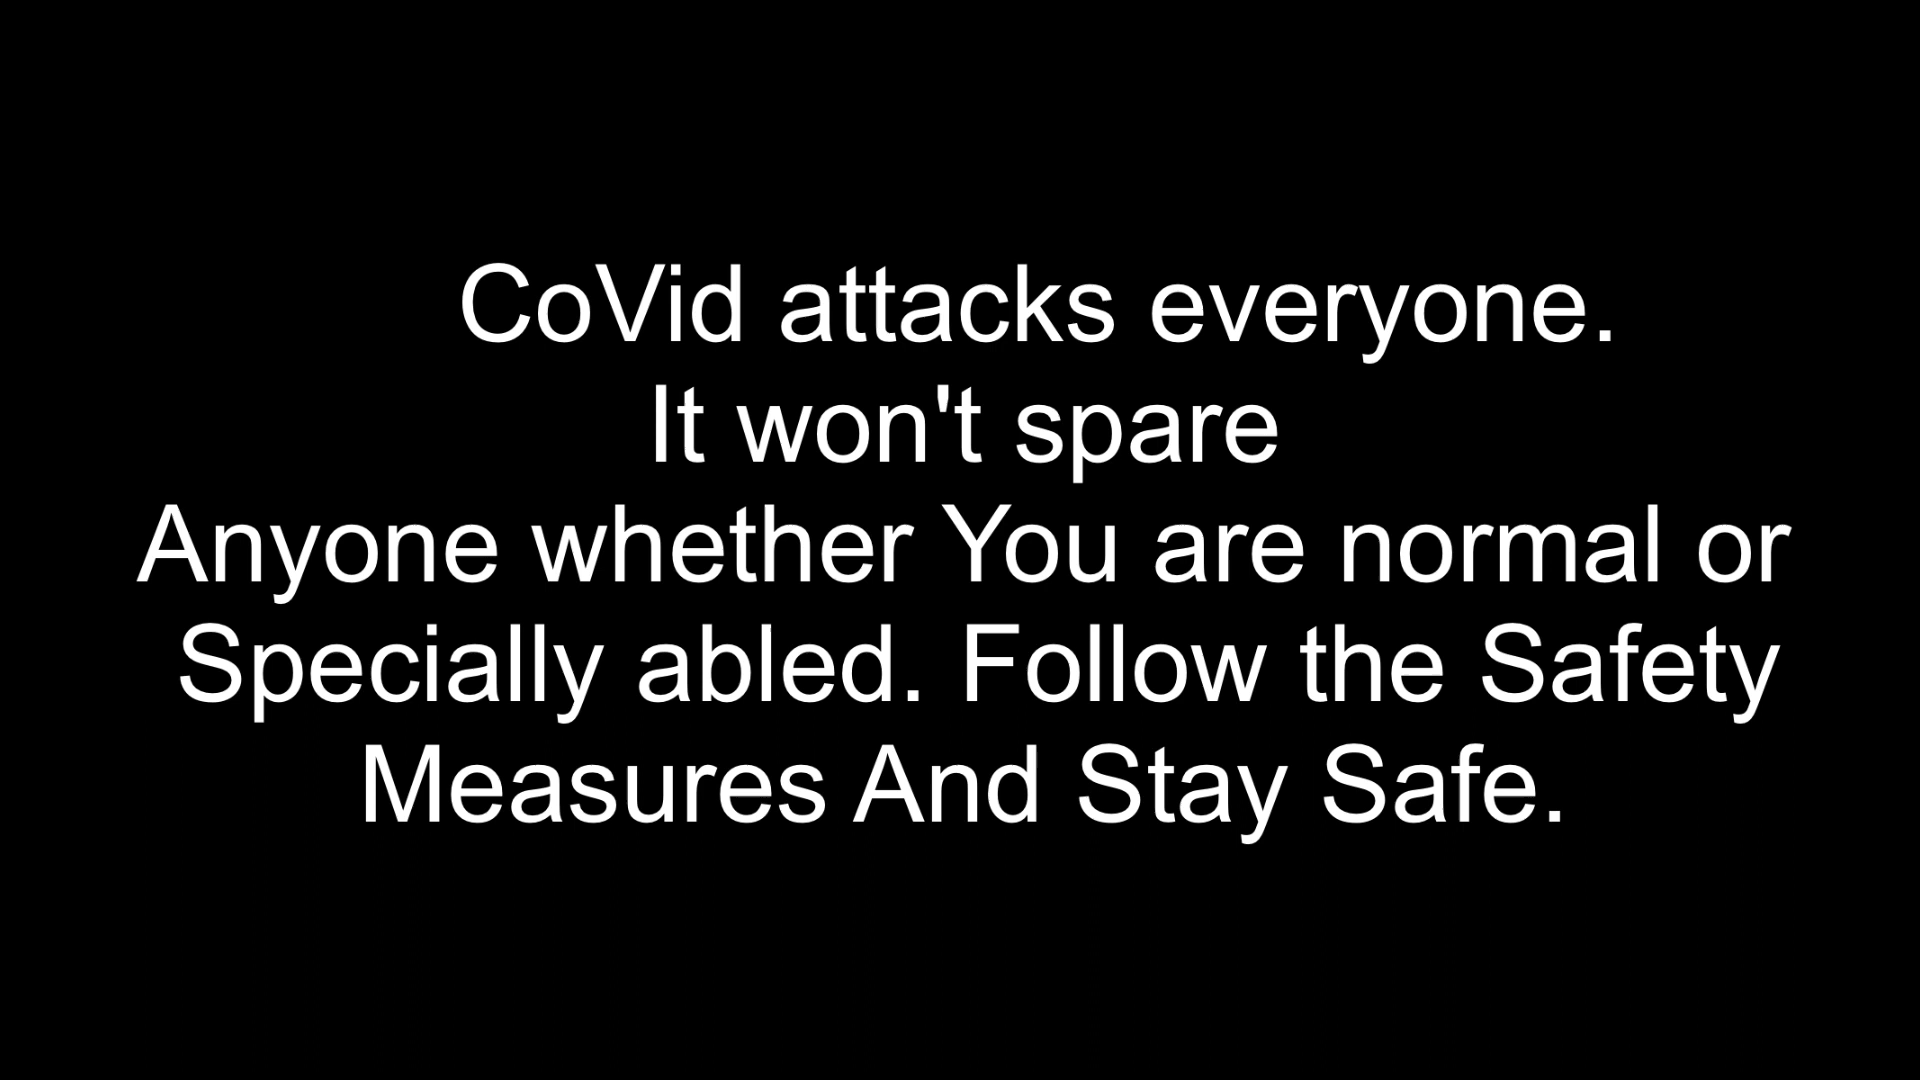 CoVid attacks everyone.
It won't spare
Anyone whether You are normal or
Specially abled. Follow the Safety
Measures And Stay Safe.